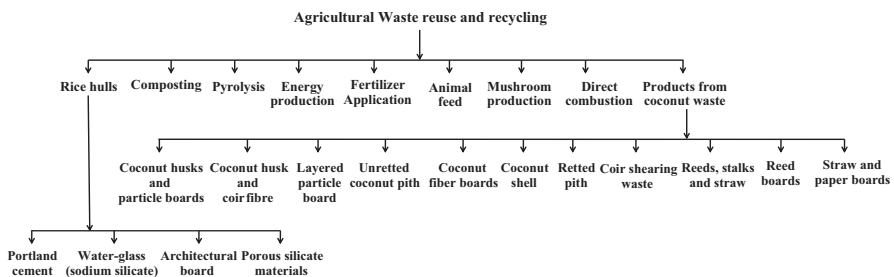 Agricultural Waste reuse and recycling
Rice hulls
Composting
Pyrolysis
Energy
production
Fertilizer
Application
Animal
feed
Mushroom
production
Direct
combustion
Products from
coconut waste
Coconut husks
and
particle boards
Coconut husk
and
coir fibre
Layered
particle
board
Unretted
coconut pith
Coconut
fiber boards
Coconut
shell
Retted
pith
Coir shearing
waste
Reeds, stalks
and straw
Reed
boards
Straw and
paper boards
Portland
cement
Water-glass
(sodium silicate)
Architectural
board
Porous silicate
materials